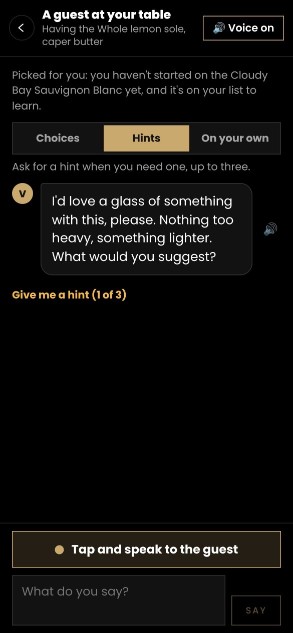 A guest at your table
Having the Whole lemon sole,
caper butter
🔊 Voice on
Picked for you: you haven't started on the Cloudy
Bay Sauvignon Blanc yet, and it's on your list to
learn.
Choices
Hints
On your own
Ask for a hint when you need one, up to three.
V
I'd love a glass of something
with this, please. Nothing too
heavy, something lighter.
What would you suggest?
Give me a hint (1 of 3)
Tap and speak to the guest
What do you say?
SAY